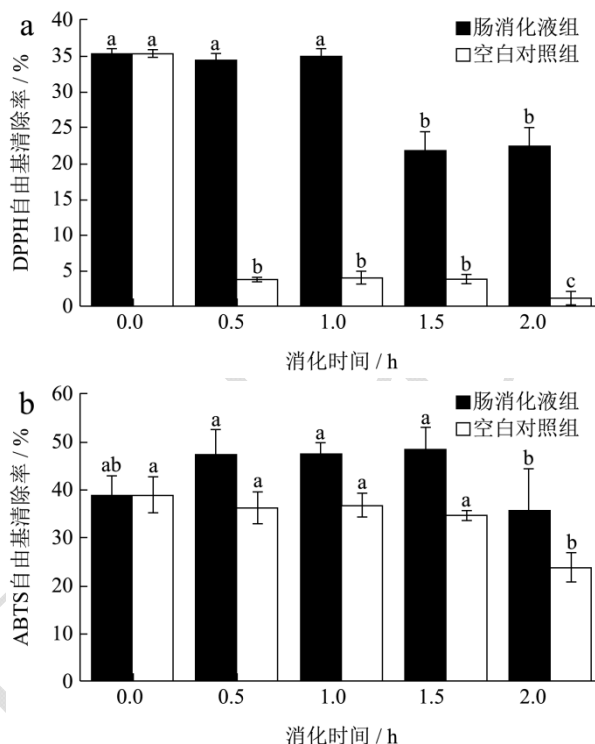 a
肠消化液组
空白对照组
DPPH自由基清除率 / %
40
35
30
25
20
15
10
5
0
a a a a b b
b b b c
0.0 0.5 1.0 1.5 2.0
消化时间 / h
b
肠消化液组
空白对照组
ABTS自由基清除率 / %
60
50
40
30
20
10
0
ab a a a a a a a b b
0.0 0.5 1.0 1.5 2.0
消化时间 / h